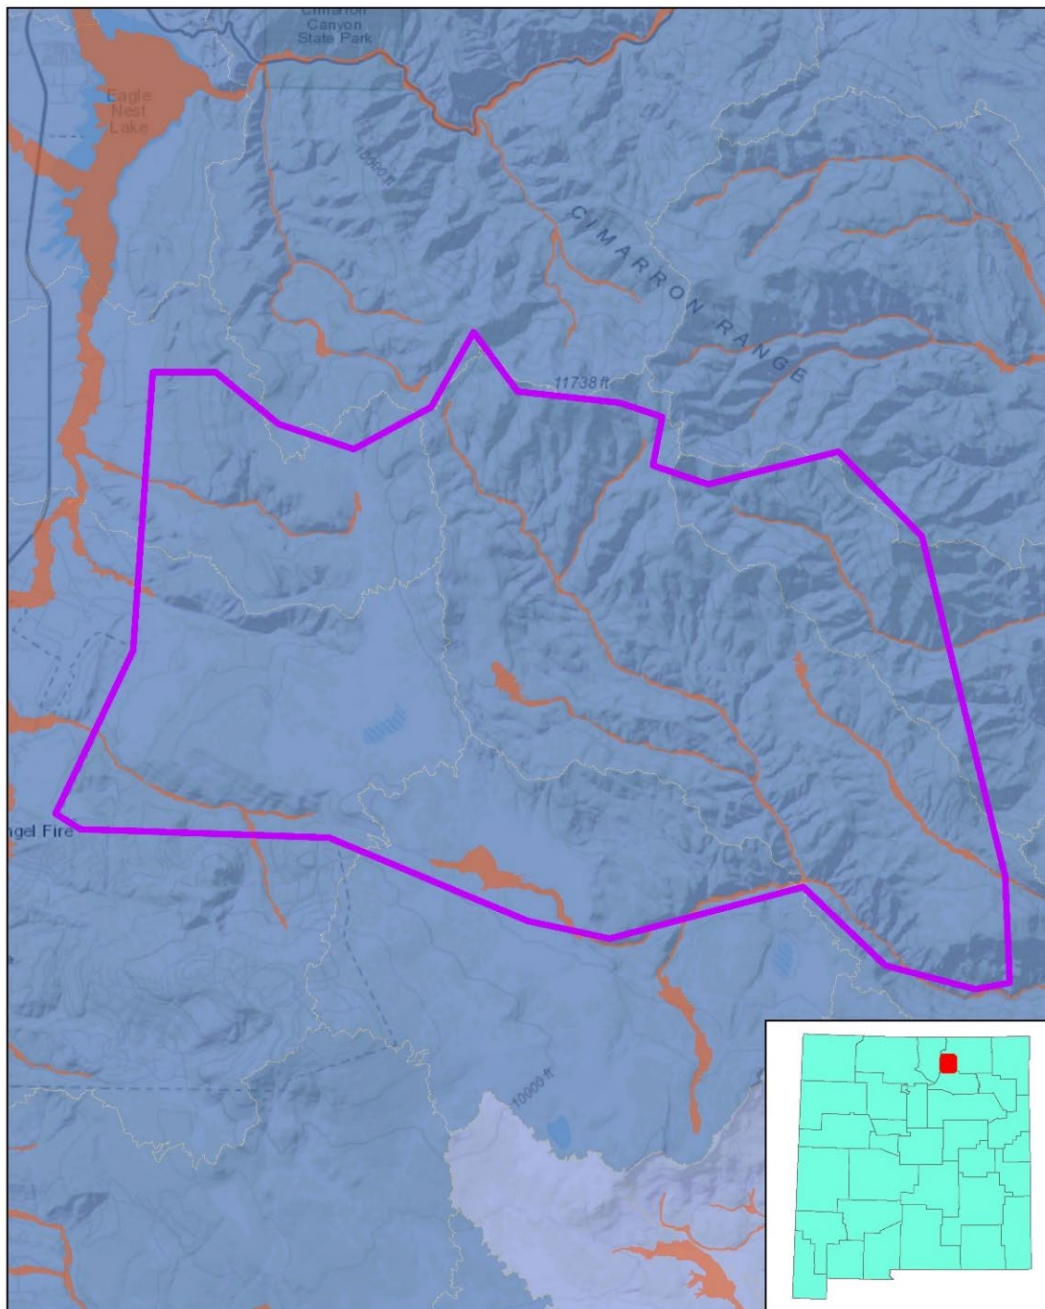 Cimarron
Canyon
State Park
Eagle
Nest
Lake
10000 ft
CIMARRON RANGE
11738 ft
ngel Fire
10000 ft